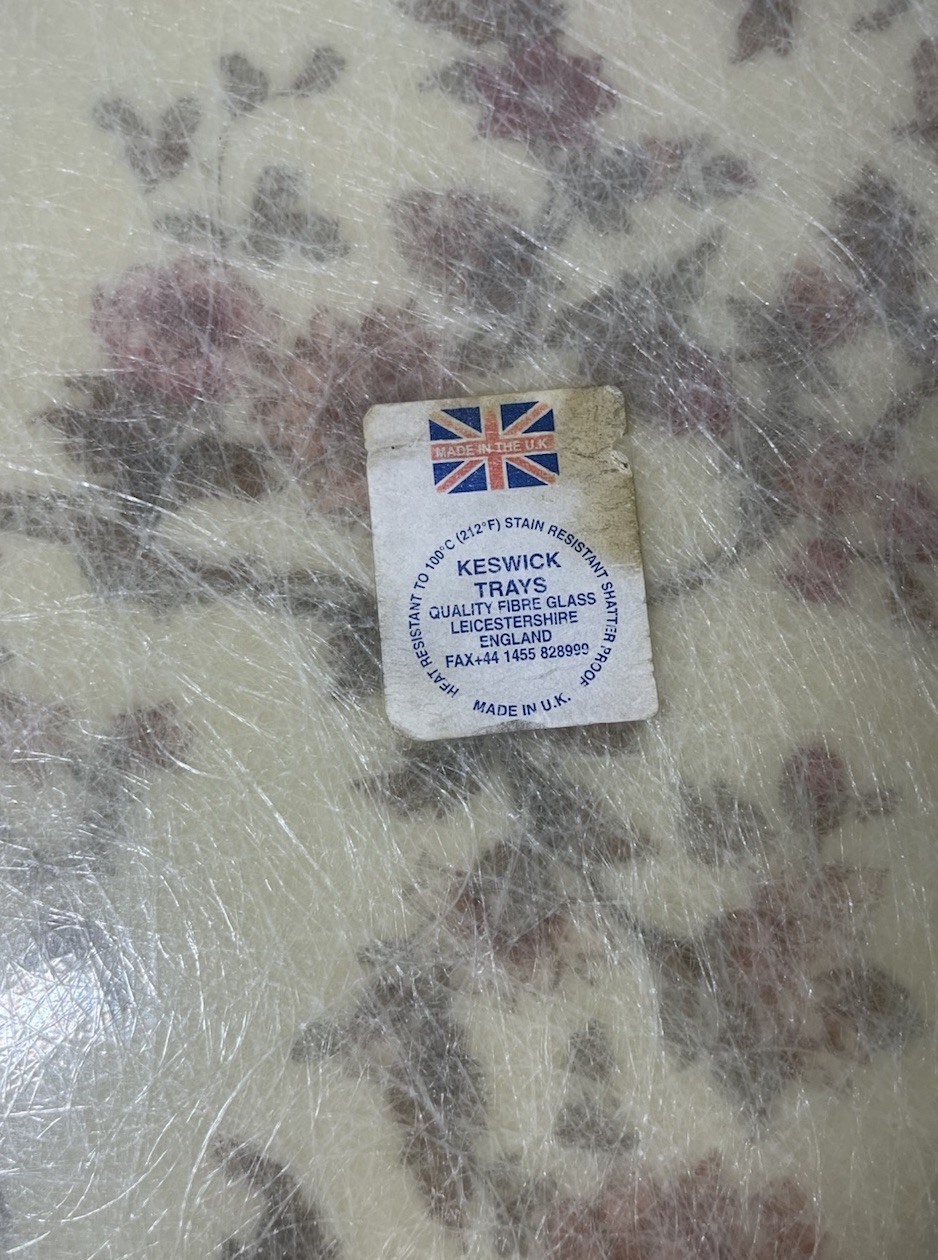 MADE IN THE U.K.
HEAT RESISTANT TO 100°C (212°F) STAIN RESISTANT SHATTER PROOF
KESWICK
TRAYS
QUALITY FIBRE GLASS
LEICESTERSHIRE
ENGLAND
FAX+44 1455 828999
MADE IN U.K.